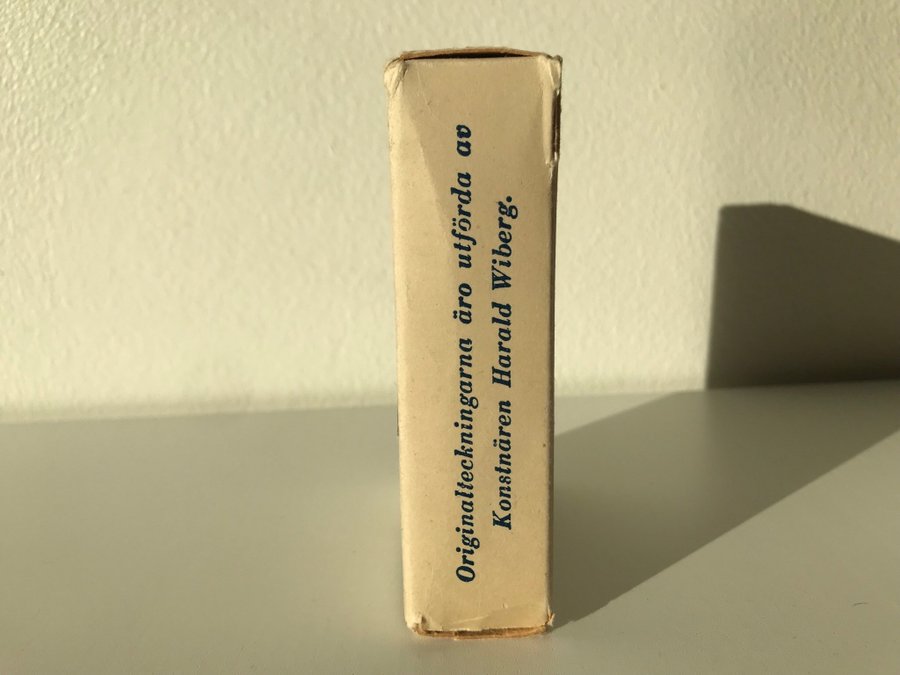 Originalteckningarna äro utförda av
Konstnären Harald Wiberg.